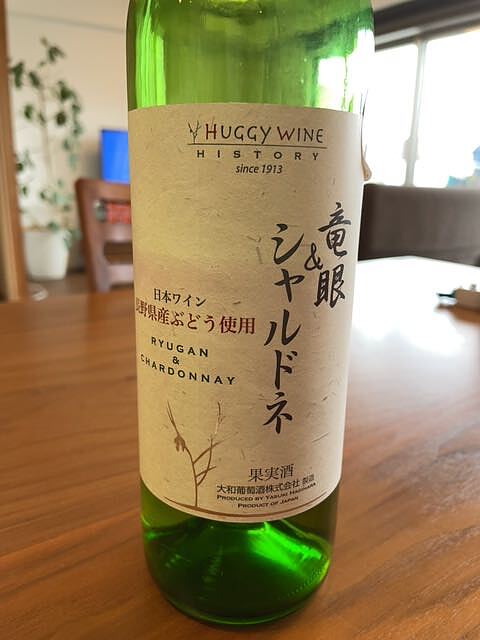 HUGGY WINE
HISTORY
since 1913
竜眼
&
シャルドネ
日本ワイン
長野県産ぶどう使用
RYUGAN
&
CHARDONNAY
果実酒
大和葡萄酒株式会社 製造
PRODUCED BY YASUKI HAGIHARA
PRODUCT OF JAPAN